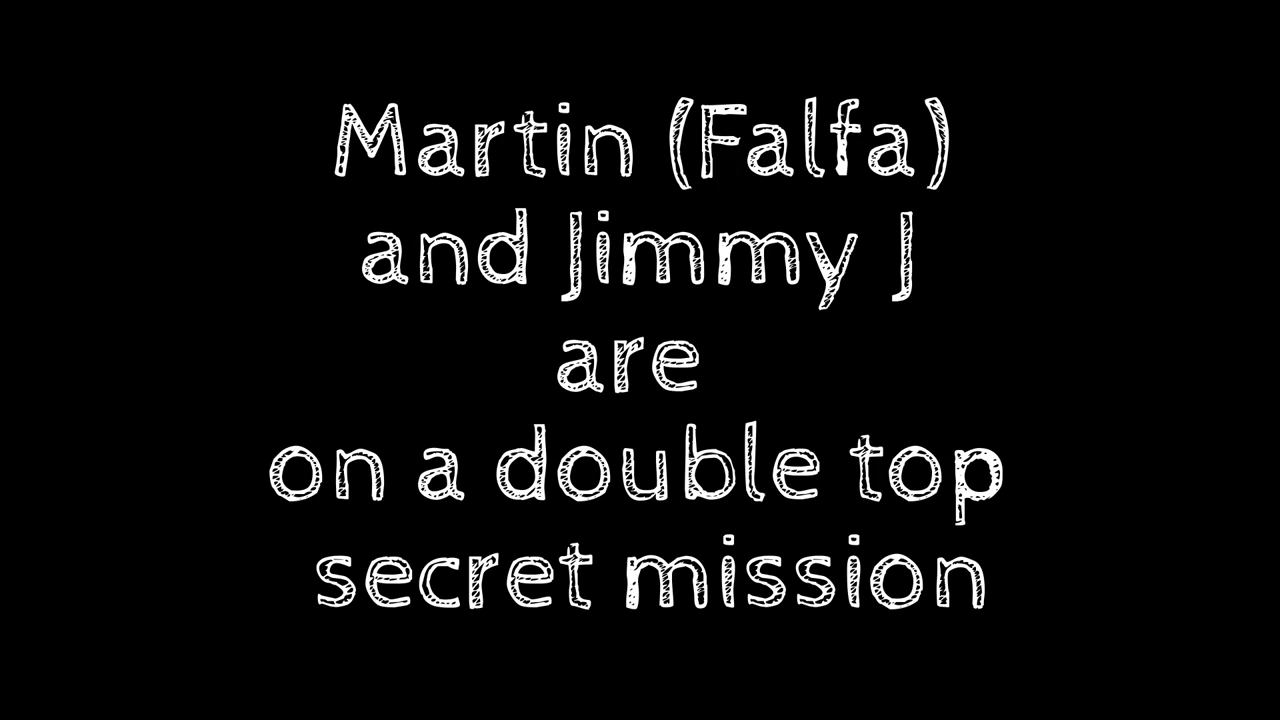 Martin (Falfa)
and Jimmy J
are
on a double top
secret mission